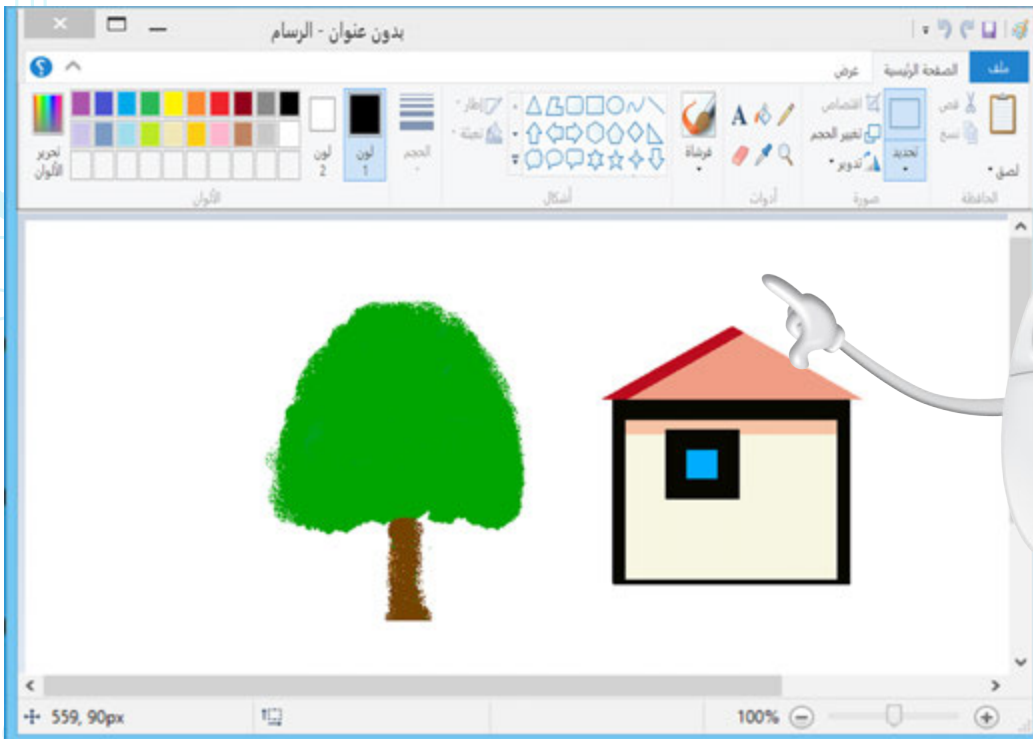 بدون عنوان - الرسام
ملف الصفحة الرئيسية عرض
لصق
قص
نسخ
الحافظة
تحديد
اقتصاص
تغيير الحجم
تدوير
صورة
A
أدوات
فرشاة
إطار
تعبئة
أشكال
الحجم
لون 1
لون 2
تحرير الألوان
الألوان
559, 90px
100%